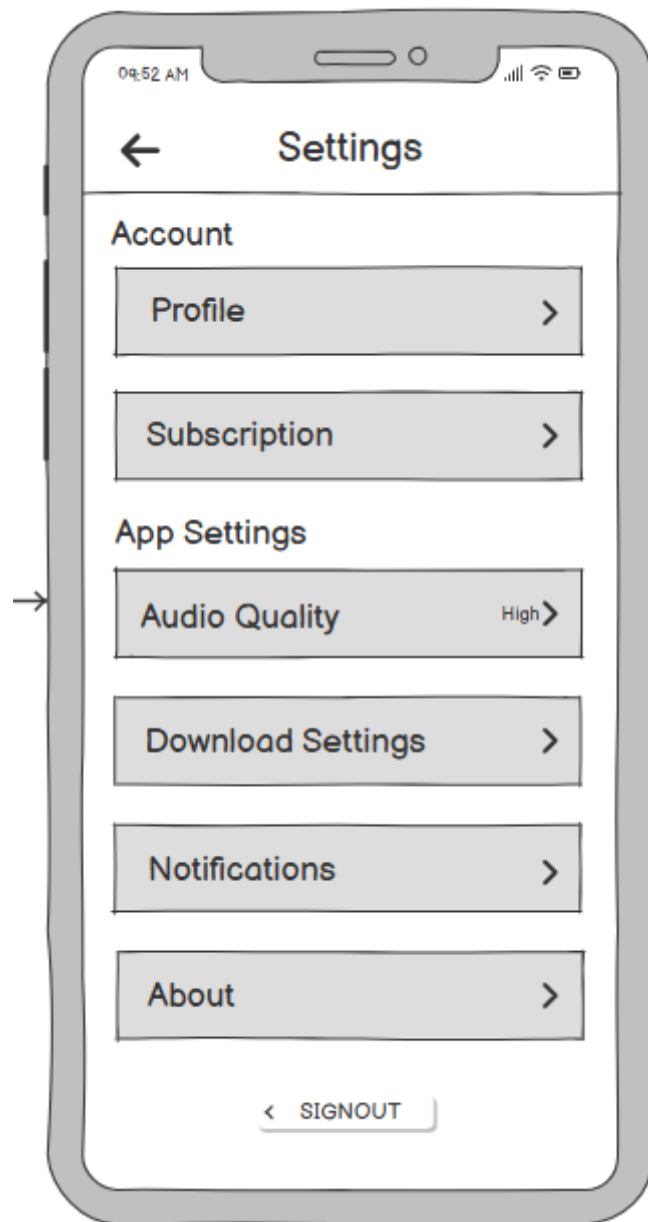 09:52 AM
Settings
Account
Profile
Subscription
App Settings
Audio Quality High
Download Settings
Notifications
About
SIGNOUT